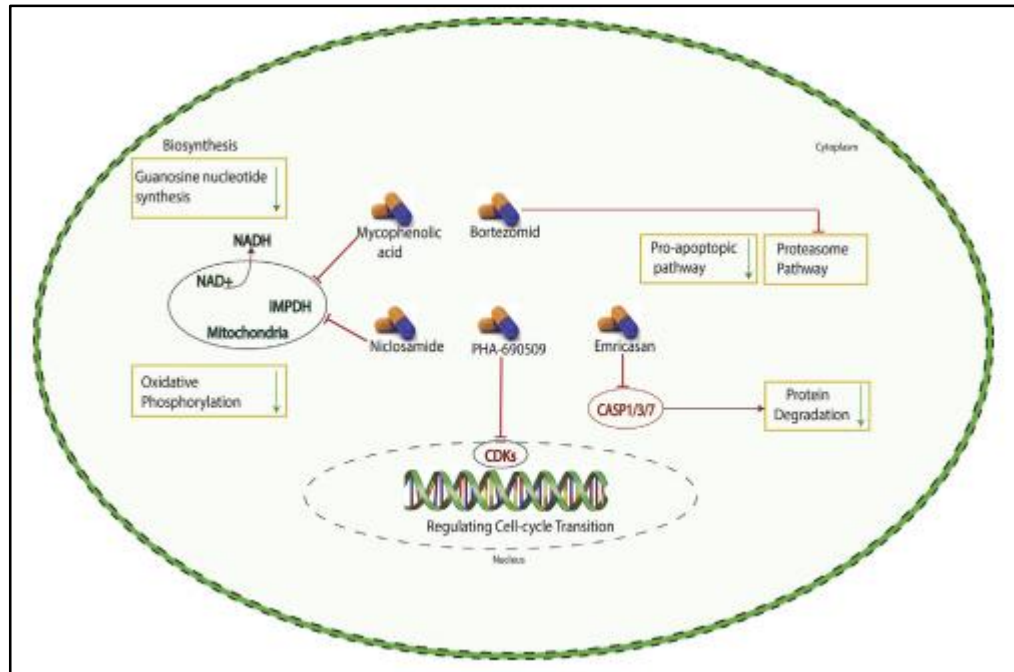 Biosynthesis
Guanosine nucleotide
synthesis
Cytoplasm
Mycophenolic
acid
Bortezomid
Pro-apoptopic
pathway
Proteasome
Pathway
NADH
NAD+
IMPDH
Mitochondria
Niclosamide
PHA-690509
Emricasan
Oxidative
Phosphorylation
CASP1/3/7
Protein
Degradation
CDKs
Regulating Cell-cycle Transition
Nucleus